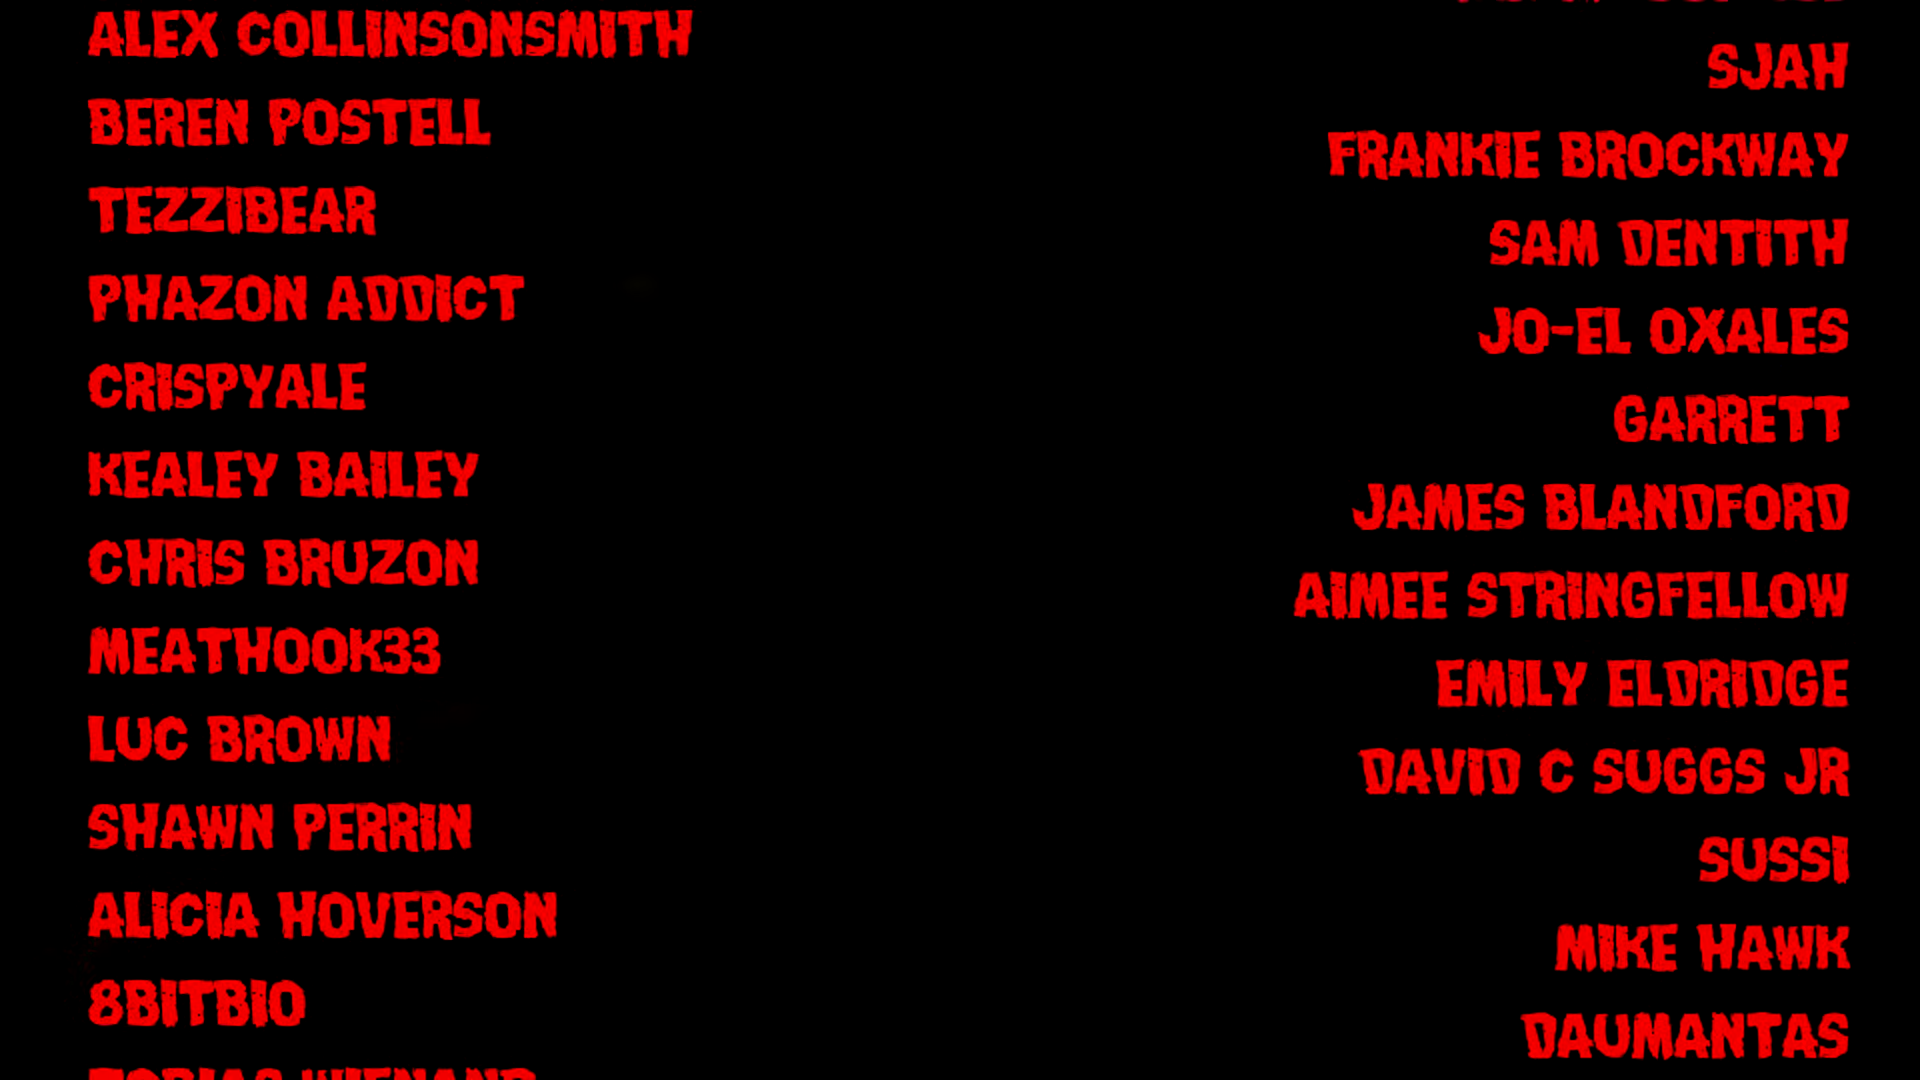 ALEX COLLINSONSMITH
BEREN POSTELL
TEZZIBEAR
PHAZON ADDICT
CRISPYALE
KEALEY BAILEY
CHRIS BRUZON
MEATHOOK33
LUC BROWN
SHAWN PERRIN
ALICIA HOVERSON
8BITBIO
TOBIAS WIENAND
SJAH
FRANKIE BROCKWAY
SAM DENTITH
JO-EL OXALES
GARRETT
JAMES BLANDFORD
AIMEE STRINGFELLOW
EMILY ELDRIDGE
DAVID C SUGGS JR
SUSSI
MIKE HAWK
DAUMANTAS